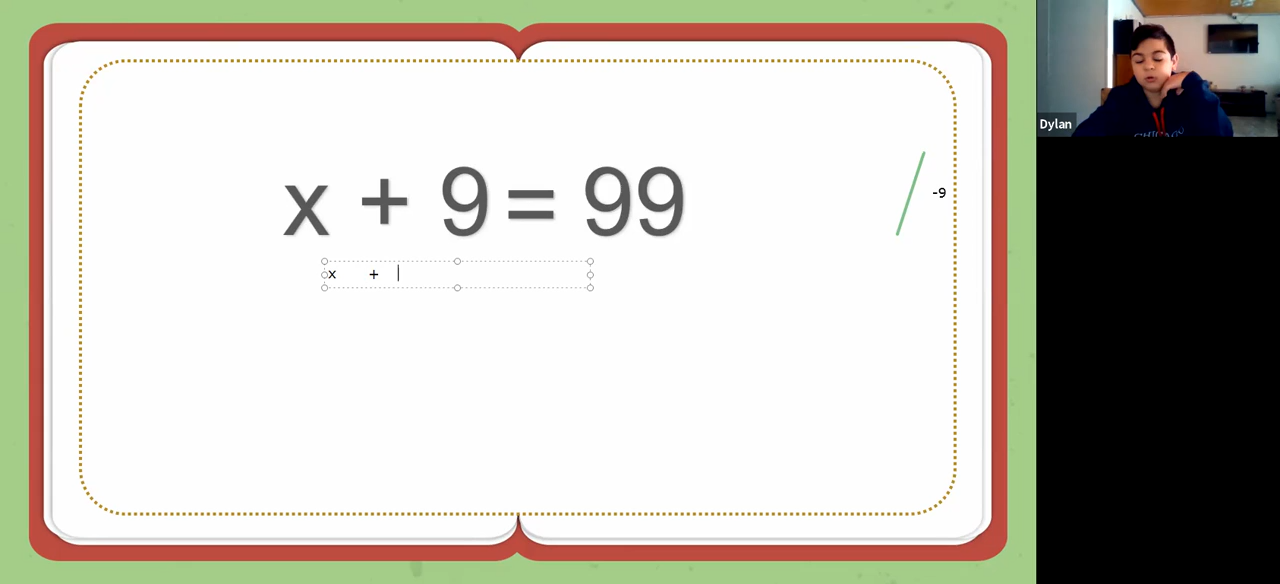 x + 9 = 99
-9
x + 
Dylan